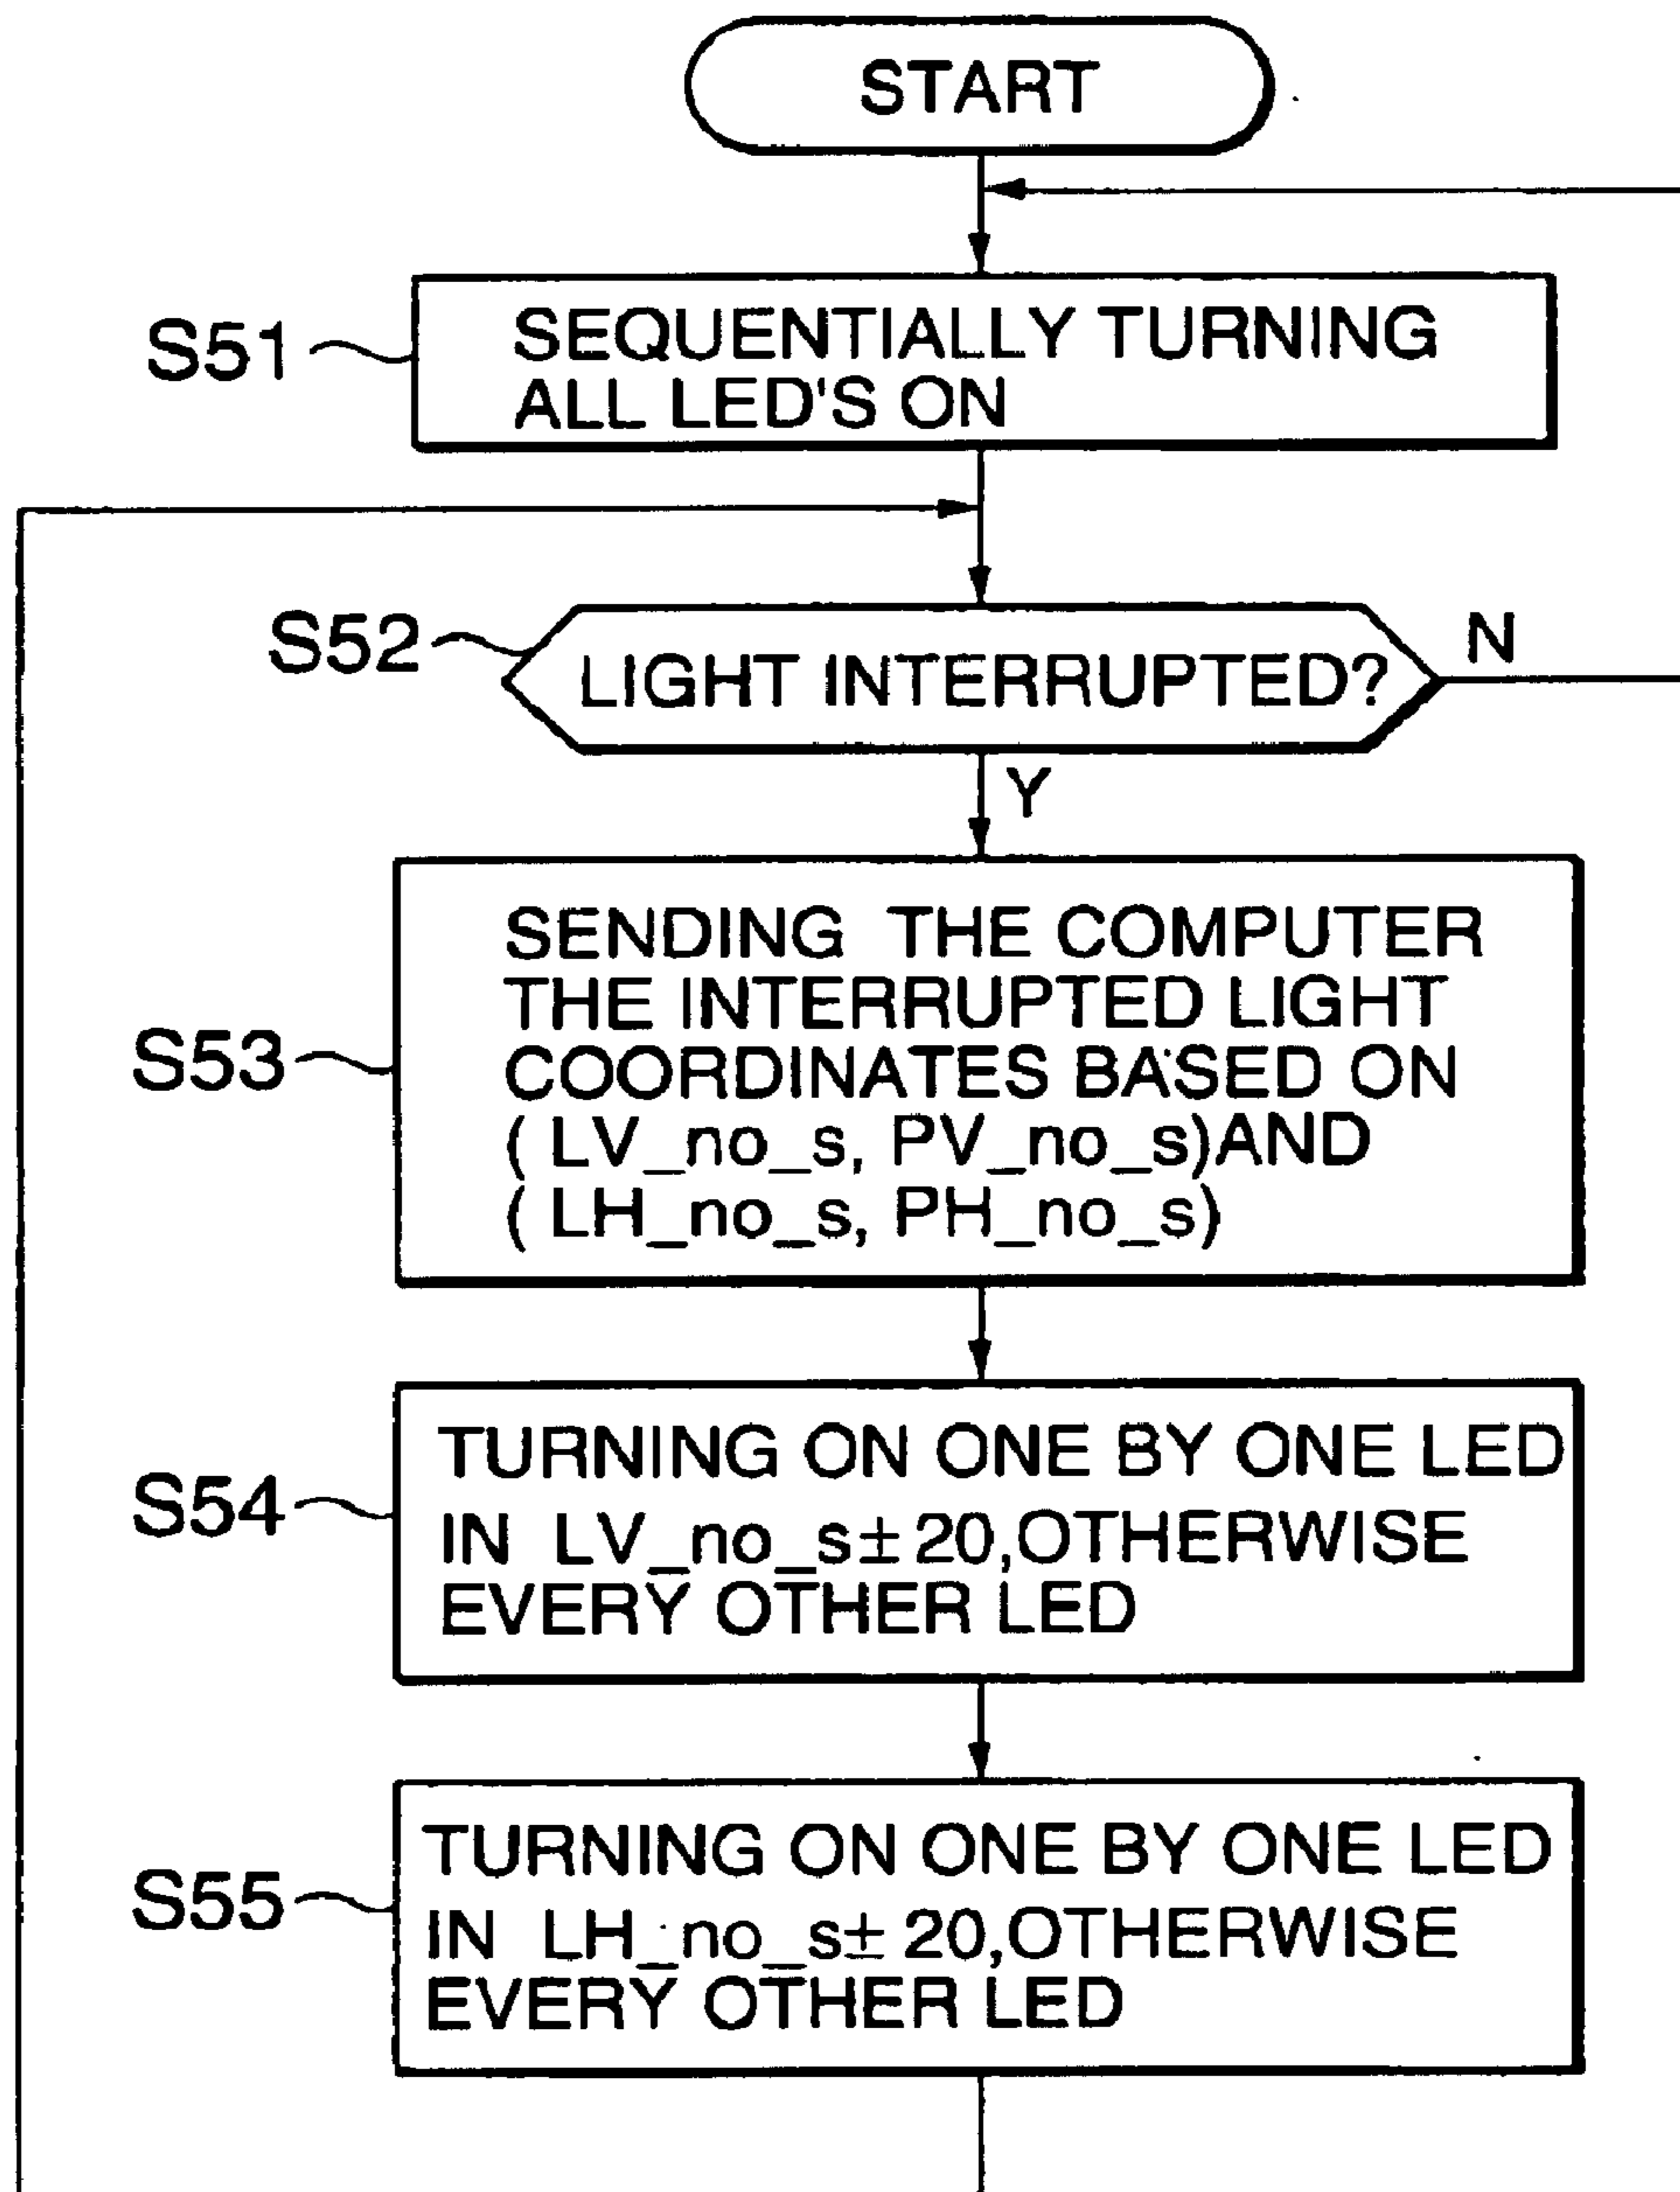 START
S51
SEQUENTIALLY TURNING
ALL LED'S ON
S52
LIGHT INTERRUPTED?
N
Y
S53
SENDING THE COMPUTER
THE INTERRUPTED LIGHT
COORDINATES BASED ON
( LV_no_s, PV_no_s)AND
( LH_no_s, PH_no_s)
S54
TURNING ON ONE BY ONE LED
IN LV_no_s±20,OTHERWISE
EVERY OTHER LED
S55
TURNING ON ONE BY ONE LED
IN LH_no_s± 20,OTHERWISE
EVERY OTHER LED